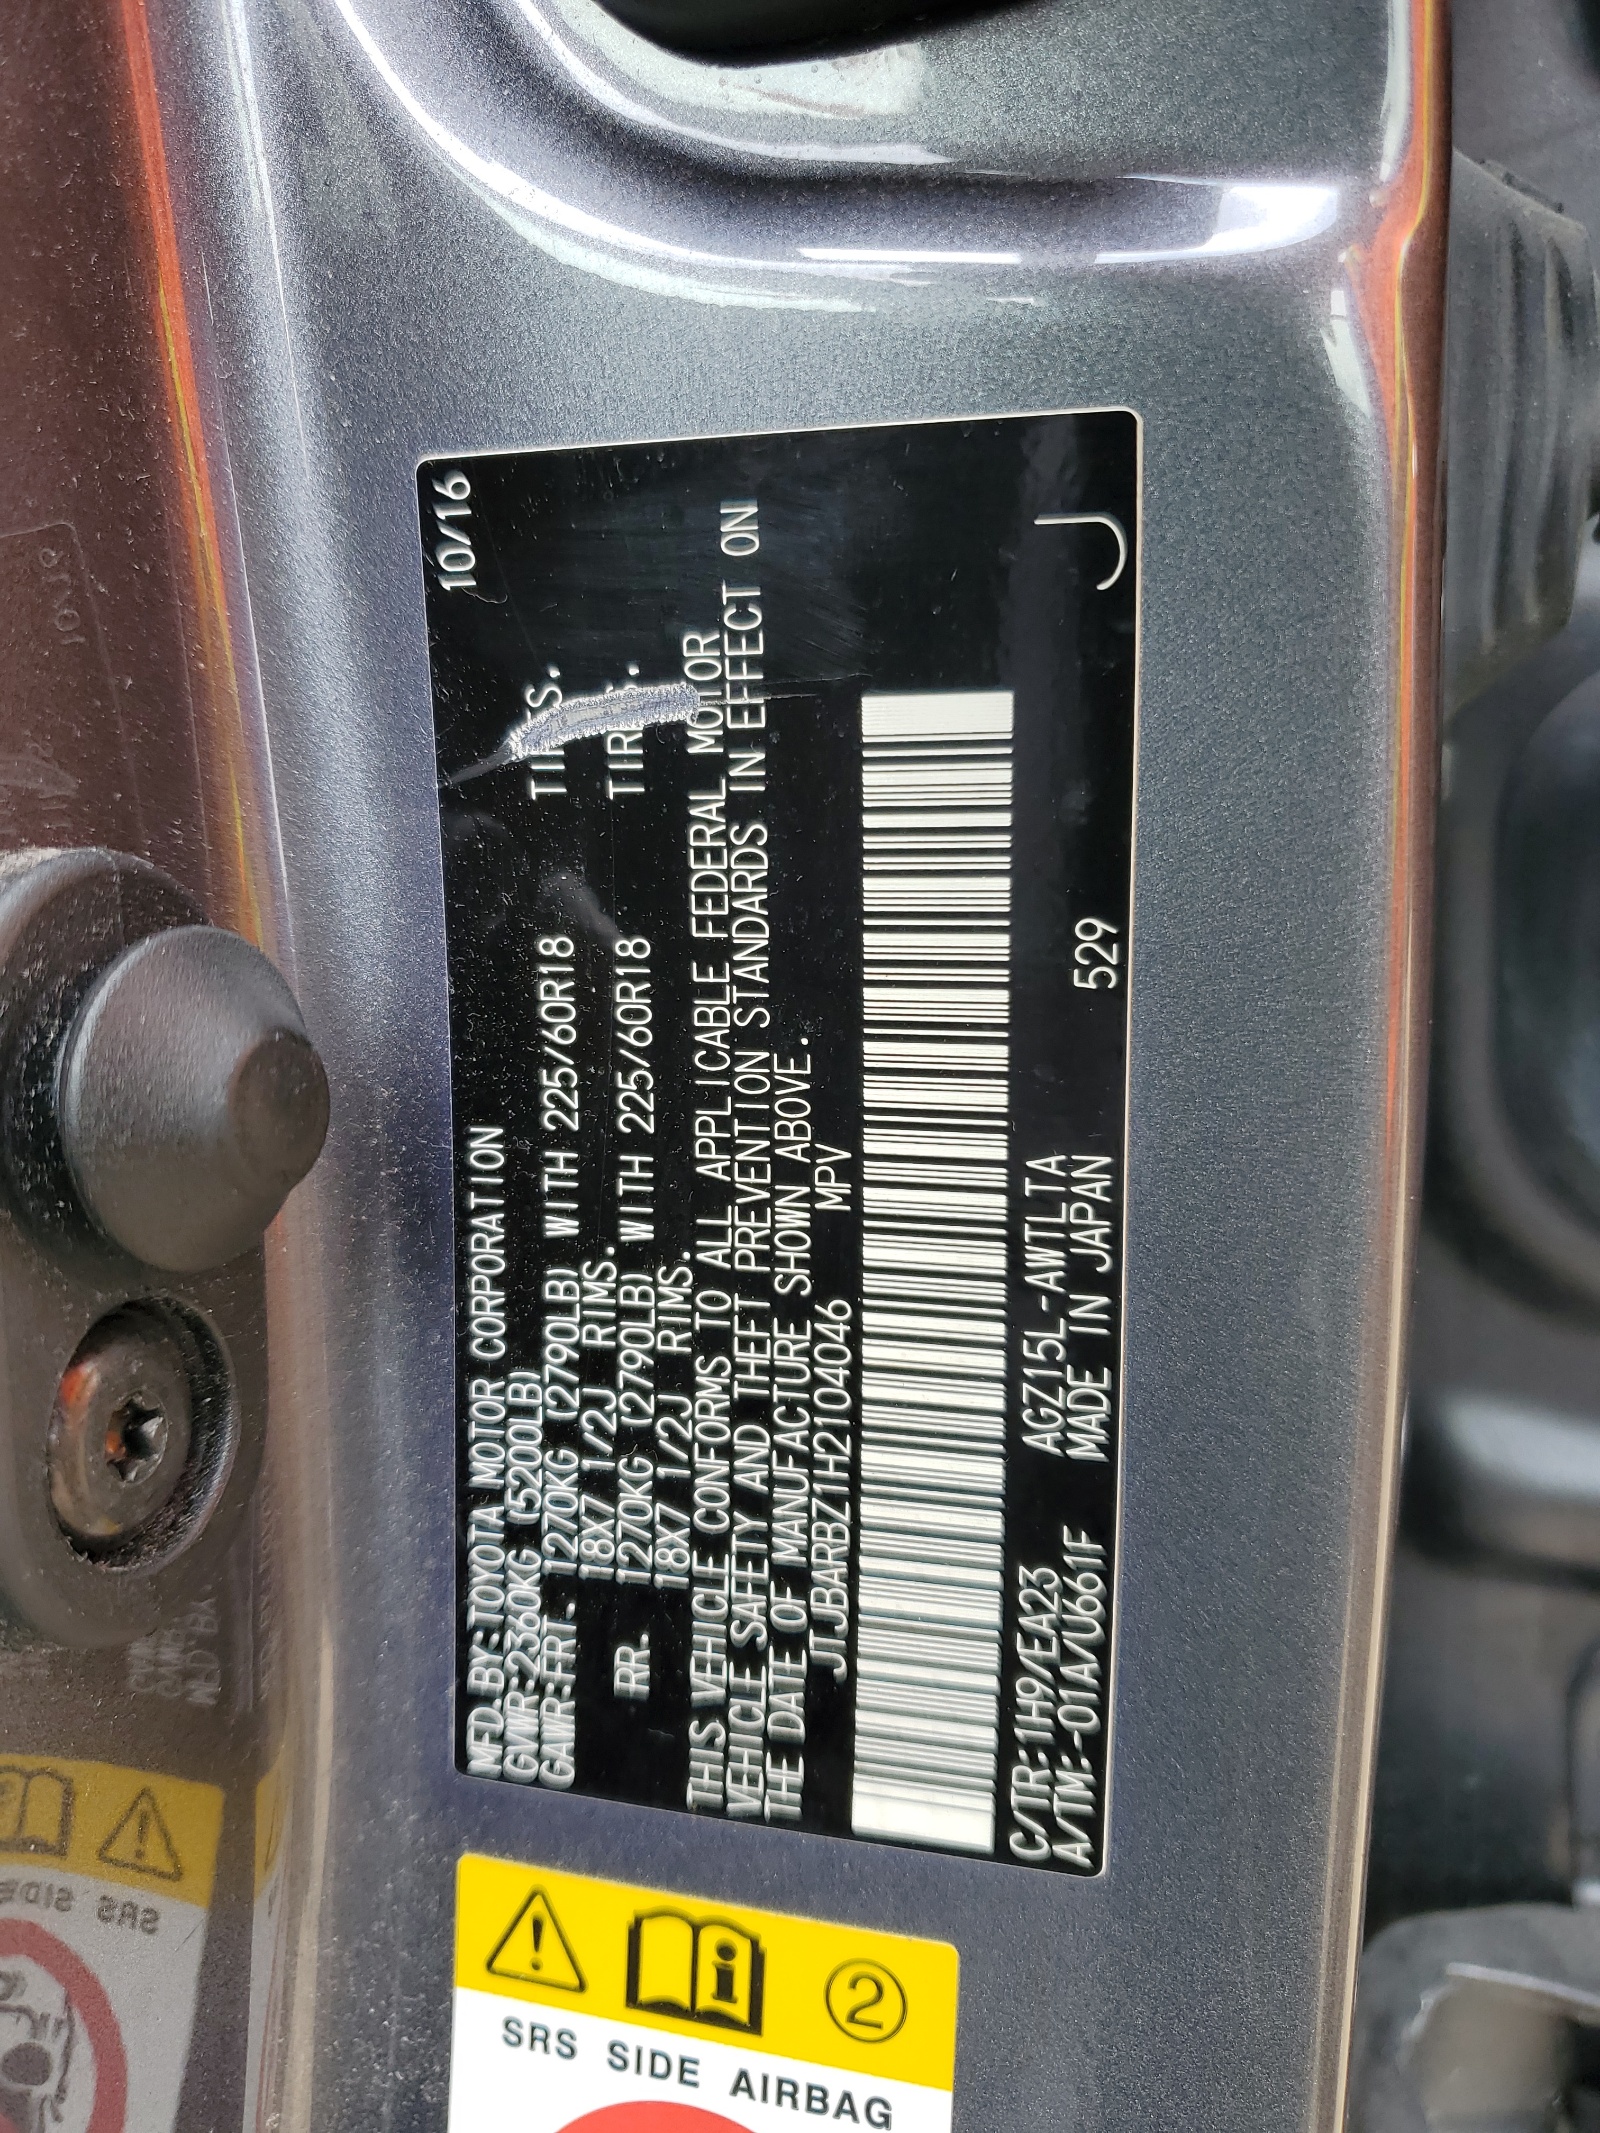 MFD.BY:TOYOTA MOTOR CORPORATION 10/16
GVWR:2360KG (5200LB)
GAWR:FRT. 1270KG (2790LB) WITH 225/60R18 TIRES.
18X7 1/2J RIMS.
RR. 1270KG (2790LB) WITH 225/60R18 TIRES.
18X7 1/2J RIMS.
THIS VEHICLE CONFORMS TO ALL APPLICABLE FEDERAL MOTOR
VEHICLE SAFETY AND THEFT PREVENTION STANDARDS IN EFFECT ON
THE DATE OF MANUFACTURE SHOWN ABOVE.
JTJBARBZ1H2104046 MPV
C/TR:1H9/EA23 AGZ15L-AWTLTA
A/TM:-01A/U661F MADE IN JAPAN 529 J
2
SRS SIDE AIRBAG
SRS SIDE